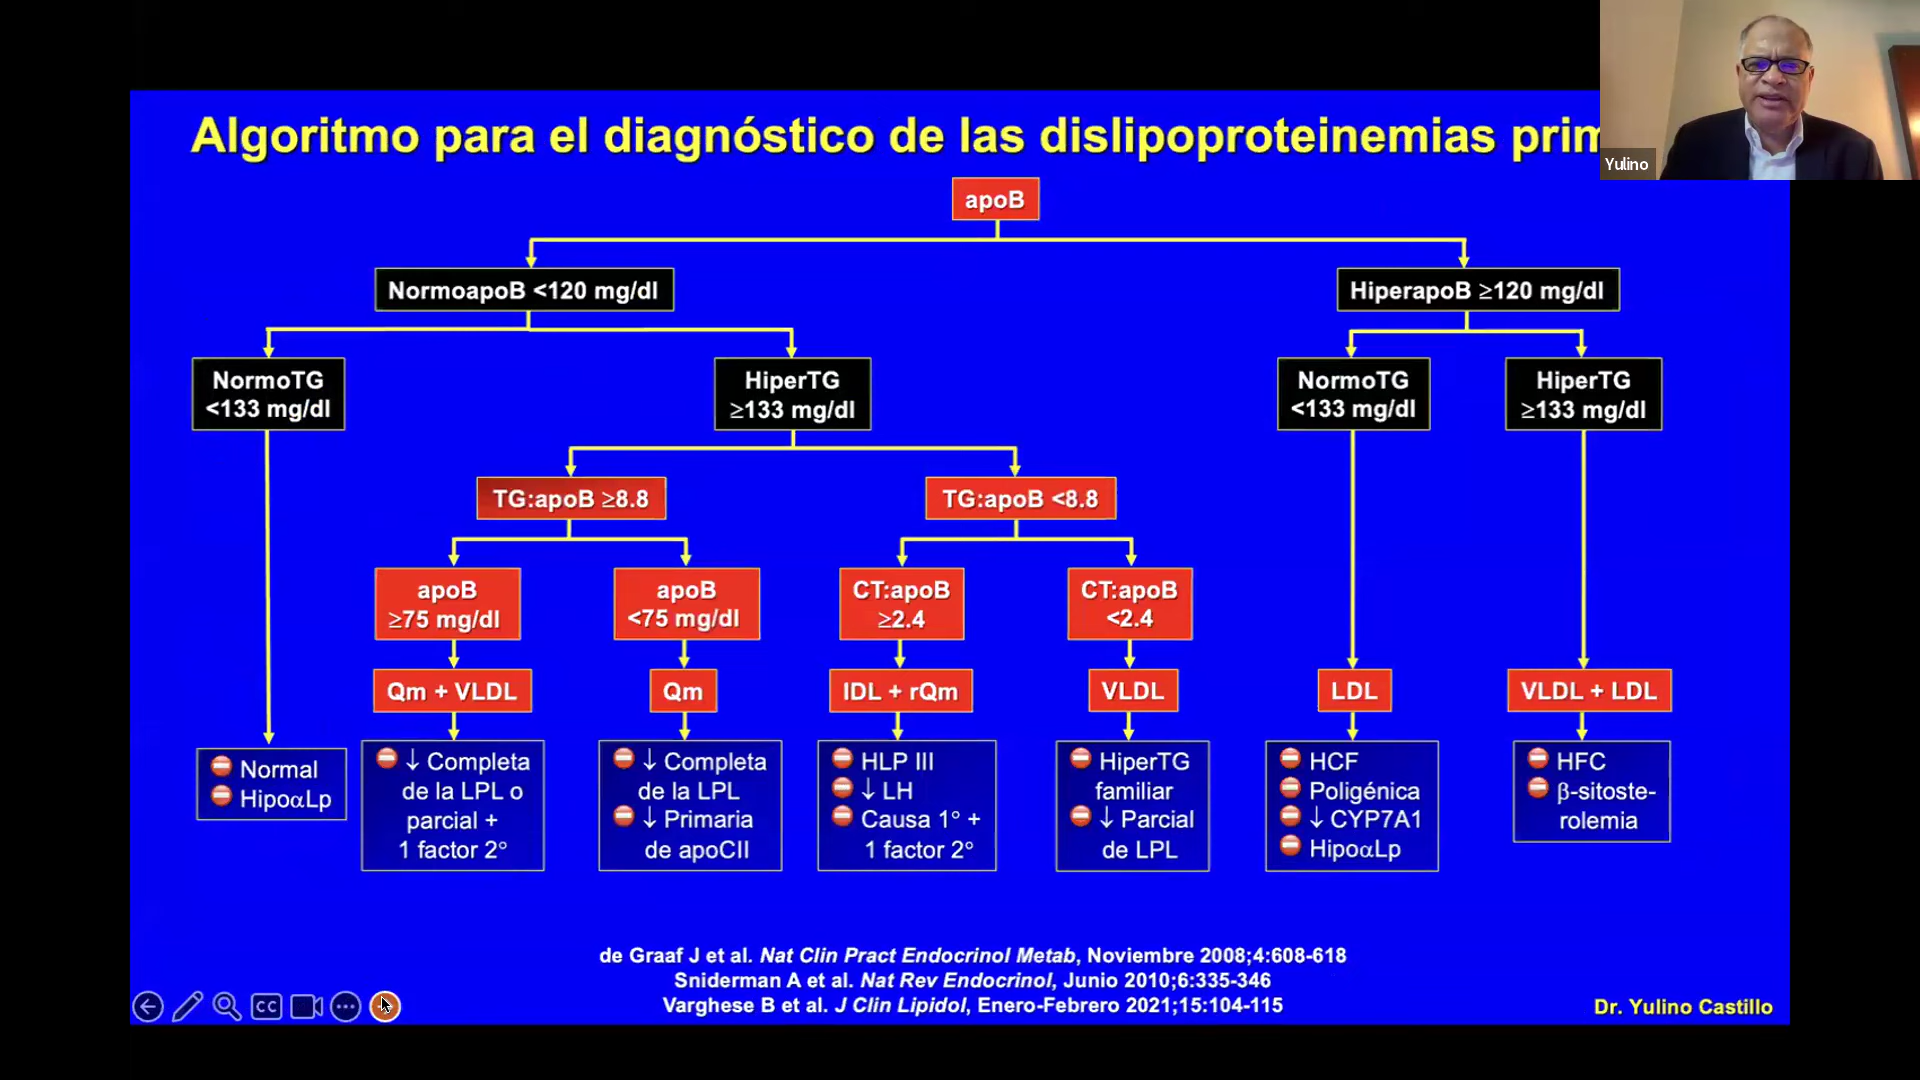 Algoritmo para el diagnóstico de las dislipoproteinemias prim
Yulino
apoB
NormoapoB <120 mg/dl
HiperapoB ≥120 mg/dl
NormoTG
<133 mg/dl
HiperTG
≥133 mg/dl
NormoTG
<133 mg/dl
HiperTG
≥133 mg/dl
TG:apoB ≥8.8
TG:apoB <8.8
apoB
≥75 mg/dl
apoB
<75 mg/dl
CT:apoB
≥2.4
CT:apoB
<2.4
Qm + VLDL
Qm
IDL + rQm
VLDL
LDL
VLDL + LDL
Normal
HipoαLp
↓ Completa
de la LPL o
parcial +
1 factor 2°
↓ Completa
de la LPL
↓ Primaria
de apoCII
HLP III
↓ LH
Causa 1° +
1 factor 2°
HiperTG
familiar
↓ Parcial
de LPL
HCF
Poligénica
↓ CYP7A1
HipoαLp
HFC
β-sitoste-
rolemia
de Graaf J et al. Nat Clin Pract Endocrinol Metab, Noviembre 2008;4:608-618
Sniderman A et al. Nat Rev Endocrinol, Junio 2010;6:335-346
Varghese B et al. J Clin Lipidol, Enero-Febrero 2021;15:104-115
CC
Dr. Yulino Castillo